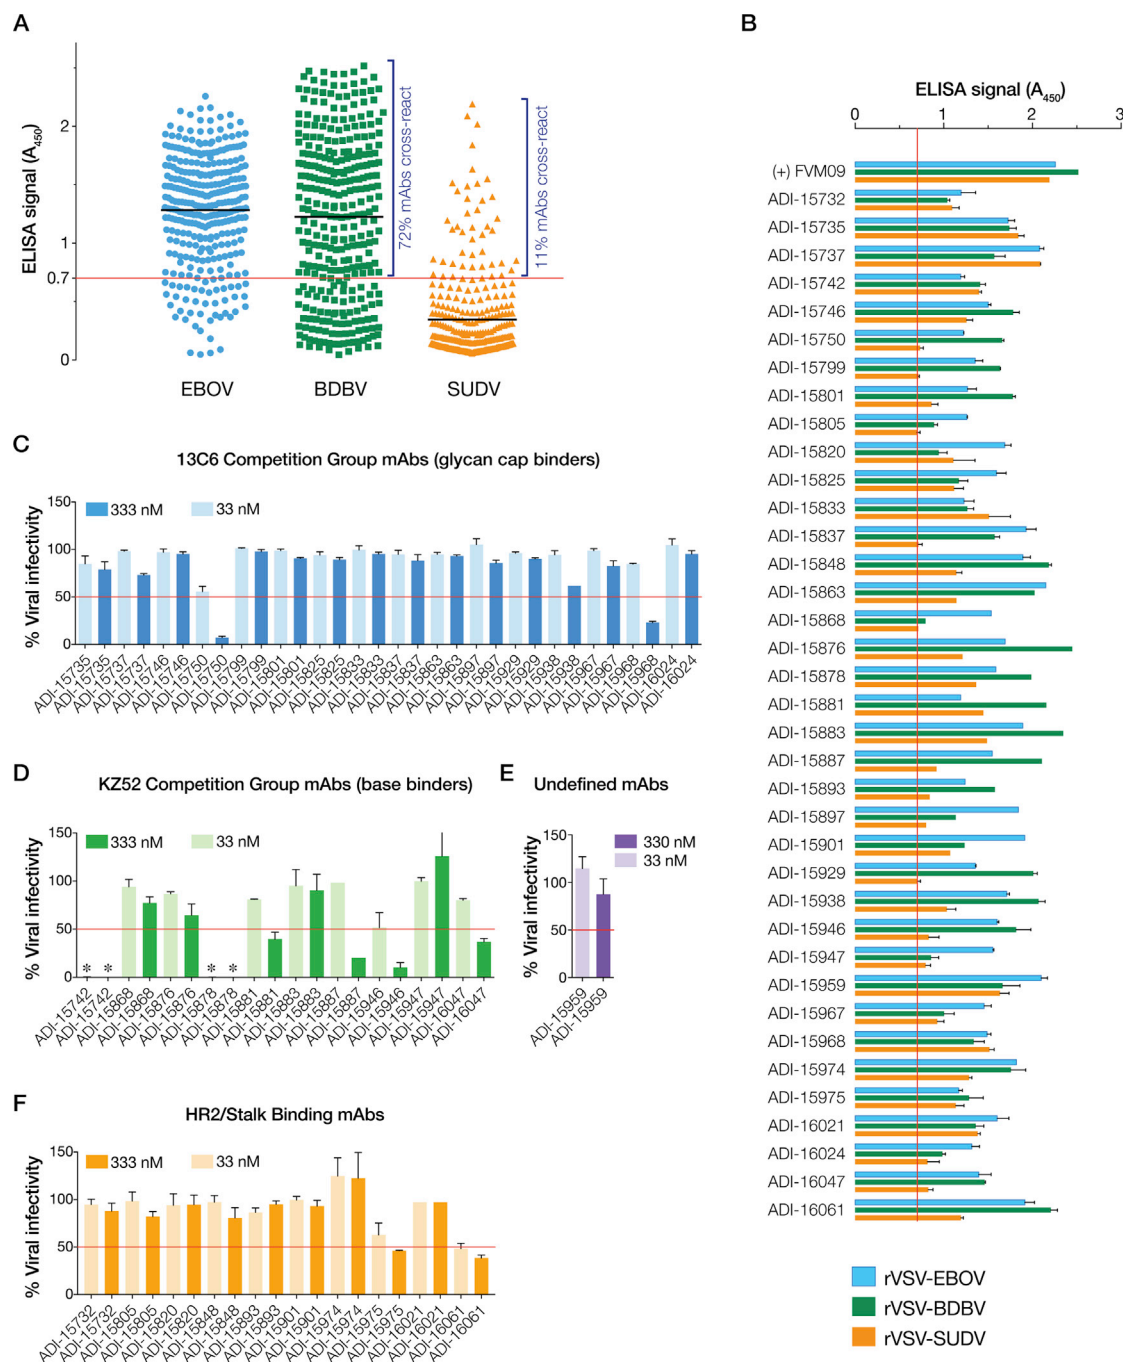 A
ELISA signal (A450)
2
1
0.7
0
72% mAbs cross-react
11% mAbs cross-react
EBOV
BDBV
SUDV
B
ELISA signal (A450)
0
1
2
3
(+) FVM09
ADI-15732
ADI-15735
ADI-15737
ADI-15742
ADI-15746
ADI-15750
ADI-15799
ADI-15801
ADI-15805
ADI-15820
ADI-15825
ADI-15833
ADI-15837
ADI-15848
ADI-15863
ADI-15868
ADI-15876
ADI-15878
ADI-15881
ADI-15883
ADI-15887
ADI-15893
ADI-15897
ADI-15901
ADI-15929
ADI-15938
ADI-15946
ADI-15947
ADI-15959
ADI-15967
ADI-15968
ADI-15974
ADI-15975
ADI-16021
ADI-16024
ADI-16047
ADI-16061
rVSV-EBOV
rVSV-BDBV
rVSV-SUDV
C
13C6 Competition Group mAbs (glycan cap binders)
% Viral infectivity
150
100
50
0
333 nM
33 nM
ADI-15735
ADI-15735
ADI-15737
ADI-15737
ADI-15746
ADI-15746
ADI-15750
ADI-15750
ADI-15799
ADI-15799
ADI-15801
ADI-15801
ADI-15825
ADI-15825
ADI-15833
ADI-15833
ADI-15837
ADI-15837
ADI-15863
ADI-15863
ADI-15897
ADI-15897
ADI-15929
ADI-15929
ADI-15938
ADI-15938
ADI-15967
ADI-15967
ADI-15968
ADI-15968
ADI-16024
ADI-16024
D
KZ52 Competition Group mAbs (base binders)
% Viral infectivity
150
100
50
0
333 nM
33 nM
* * * *
ADI-15742
ADI-15742
ADI-15868
ADI-15868
ADI-15876
ADI-15876
ADI-15878
ADI-15878
ADI-15881
ADI-15881
ADI-15883
ADI-15883
ADI-15887
ADI-15887
ADI-15946
ADI-15946
ADI-15947
ADI-15947
ADI-16047
ADI-16047
E
Undefined mAbs
% Viral infectivity
150
100
50
0
330 nM
33 nM
ADI-15959
ADI-15959
F
HR2/Stalk Binding mAbs
% Viral infectivity
150
100
50
0
333 nM
33 nM
ADI-15732
ADI-15732
ADI-15805
ADI-15805
ADI-15820
ADI-15820
ADI-15848
ADI-15848
ADI-15893
ADI-15893
ADI-15901
ADI-15901
ADI-15974
ADI-15974
ADI-15975
ADI-15975
ADI-16021
ADI-16021
ADI-16061
ADI-16061